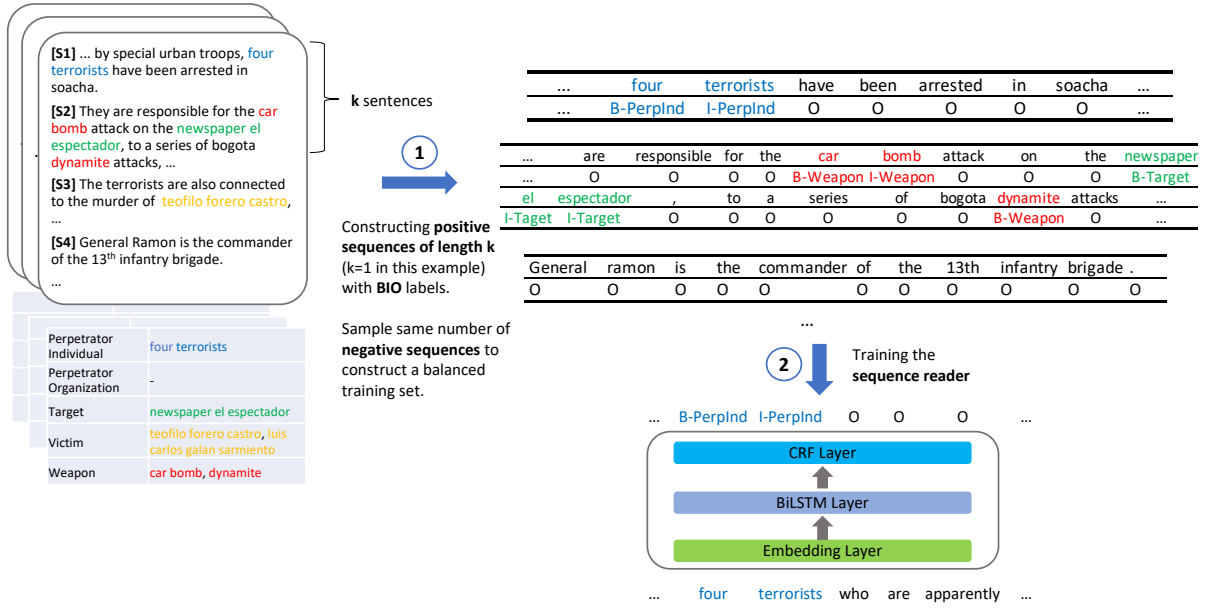 [S1] ... by special urban troops, four
terrorists have been arrested in
soacha.
[S2] They are responsible for the car
bomb attack on the newspaper el
espectador, to a series of bogota
dynamite attacks, ...
[S3] The terrorists are also connected
to the murder of teofilo forero castro,
...
[S4] General Ramon is the commander
of the 13th infantry brigade.
...
k sentences
1
Constructing positive
sequences of length k
(k=1 in this example)
with BIO labels.
Sample same number of
negative sequences to
construct a balanced
training set.
Perpetrator
Individual
four terrorists
Perpetrator
Organization
-
Target
newspaper el espectador
Victim
teofilo forero castro, luis
carlos galan sarmiento
Weapon
car bomb, dynamite
... four terrorists have been arrested in soacha ...
... B-PerpInd I-PerpInd O O O O O ...
... are responsible for the car bomb attack on the newspaper
... O O O O B-Weapon I-Weapon O O O B-Target
el espectador , to a series of bogota dynamite attacks ...
I-Taget I-Target O O O O O O B-Weapon O ...
General ramon is the commander of the 13th infantry brigade .
O O O O O O O O O O O
...
2
Training the
sequence reader
... B-PerpInd I-PerpInd O O O ...
CRF Layer
BiLSTM Layer
Embedding Layer
... four terrorists who are apparently ...